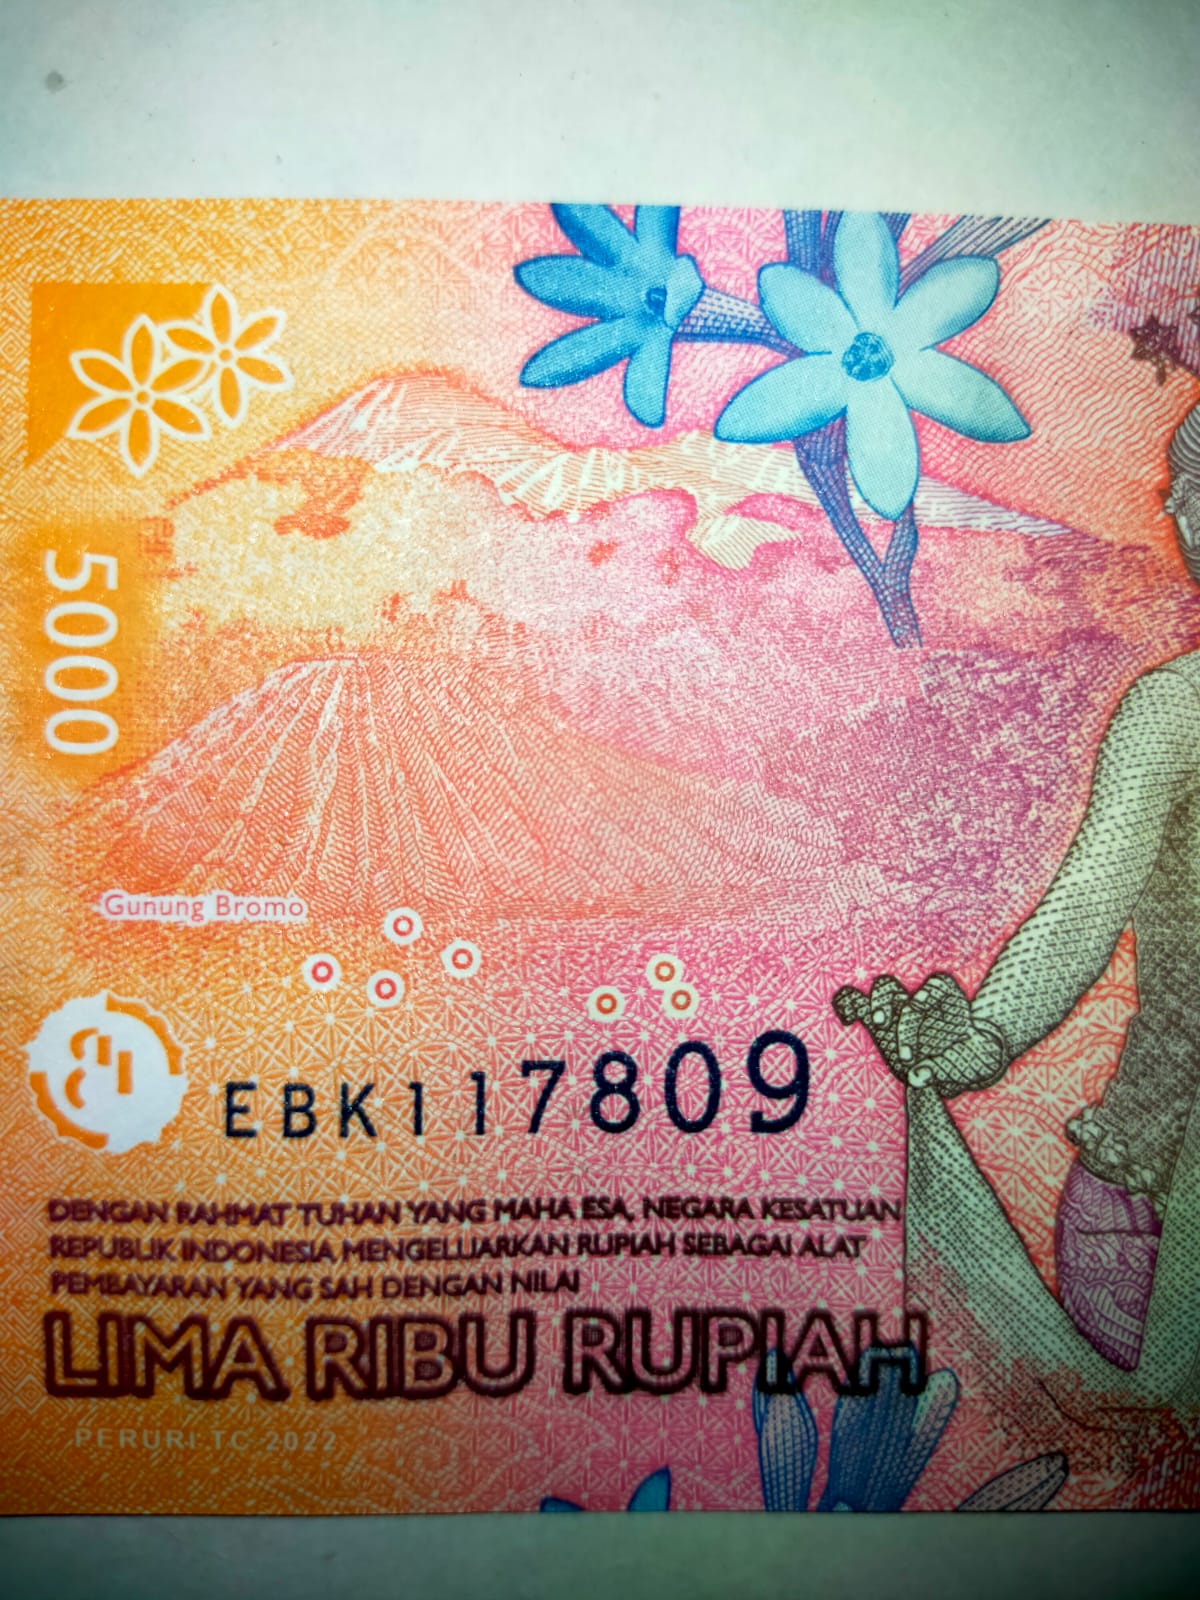 5000
Gunung Bromo
EBK117809
DENGAN RAHMAT TUHAN YANG MAHA ESA, NEGARA KESATUAN
REPUBLIK INDONESIA MENGELUARKAN RUPIAH SEBAGAI ALAT
PEMBAYARAN YANG SAH DENGAN NILAI
LIMA RIBU RUPIAH
PERURI TC 2022